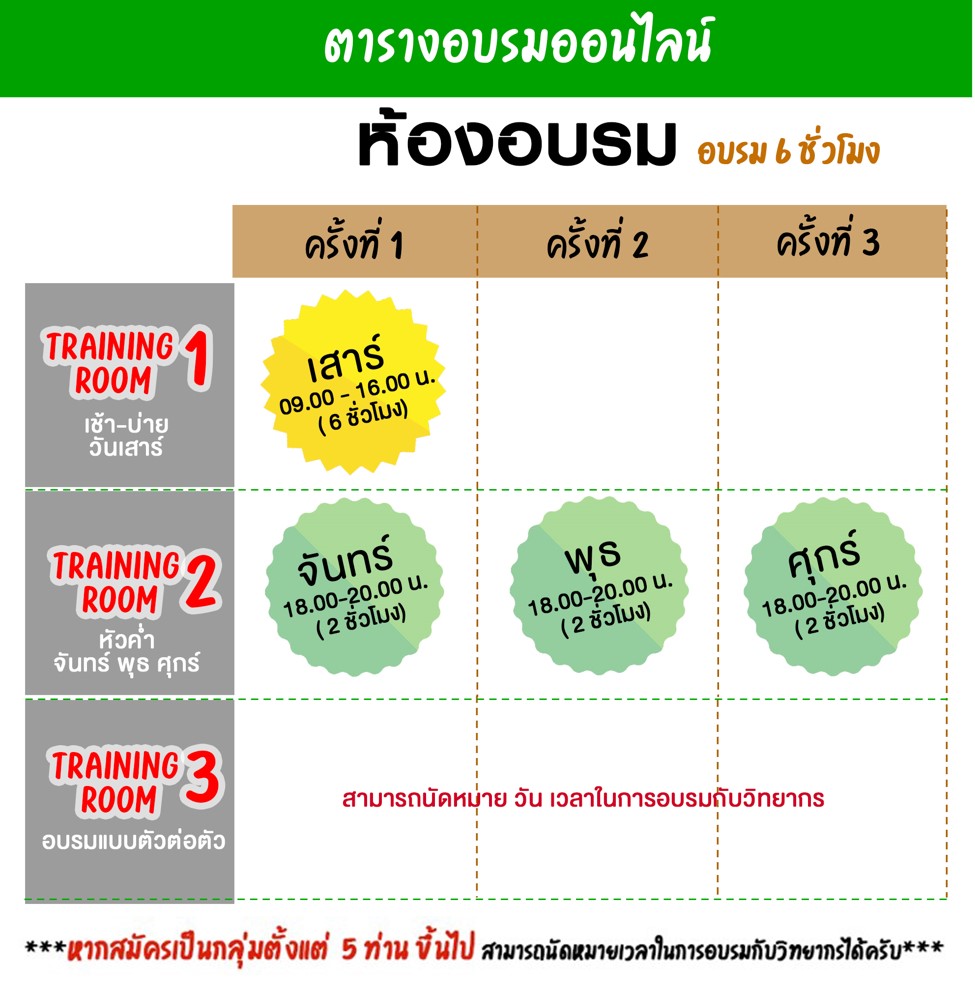 ตารางอบรมออนไลน์
ห้องอบรม อบรม 6 ชั่วโมง
ครั้งที่ 1 ครั้งที่ 2 ครั้งที่ 3
TRAINING ROOM 1
เช้า-บ่าย
วันเสาร์
เสาร์
09.00 - 16.00 น.
( 6 ชั่วโมง)
TRAINING ROOM 2
หัวค่ำ
จันทร์ พุธ ศุกร์
จันทร์
18.00-20.00 น.
( 2 ชั่วโมง)
พุธ
18.00-20.00 น.
( 2 ชั่วโมง)
ศุกร์
18.00-20.00 น.
( 2 ชั่วโมง)
TRAINING ROOM 3
อบรมแบบตัวต่อตัว
สามารถนัดหมาย วัน เวลาในการอบรมกับวิทยากร
***หากสมัครเป็นกลุ่มตั้งแต่ 5 ท่าน ขึ้นไป สามารถนัดหมายเวลาในการอบรมกับวิทยากรได้ครับ***